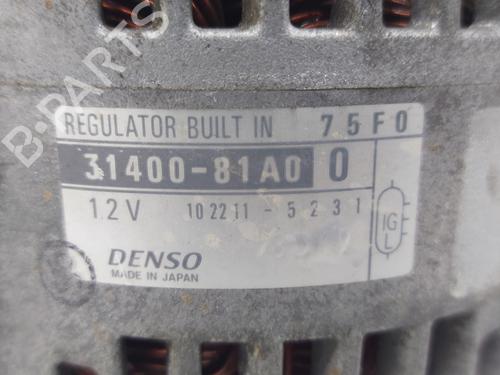 B-PARTS
REGULATOR BUILT IN 75F0
31400-81A0 0
12V 102211-5231
IG
L
DENSO
MADE IN JAPAN